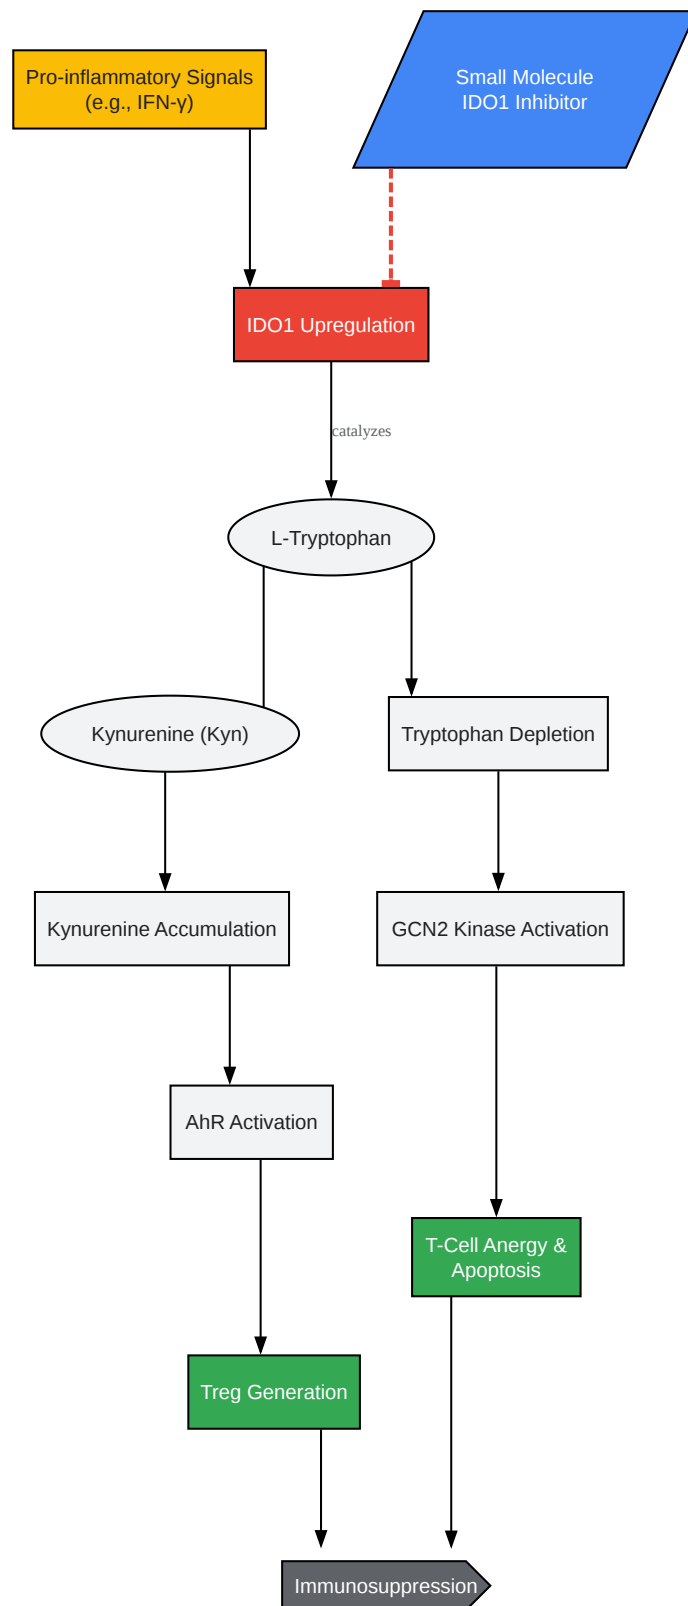 Pro-inflammatory Signals
(e.g., IFN-γ)
Small Molecule
IDO1 Inhibitor
IDO1 Upregulation
catalyzes
L-Tryptophan
Kynurenine (Kyn)
Tryptophan Depletion
Kynurenine Accumulation
GCN2 Kinase Activation
AhR Activation
T-Cell Anergy &
Apoptosis
Treg Generation
Immunosuppression